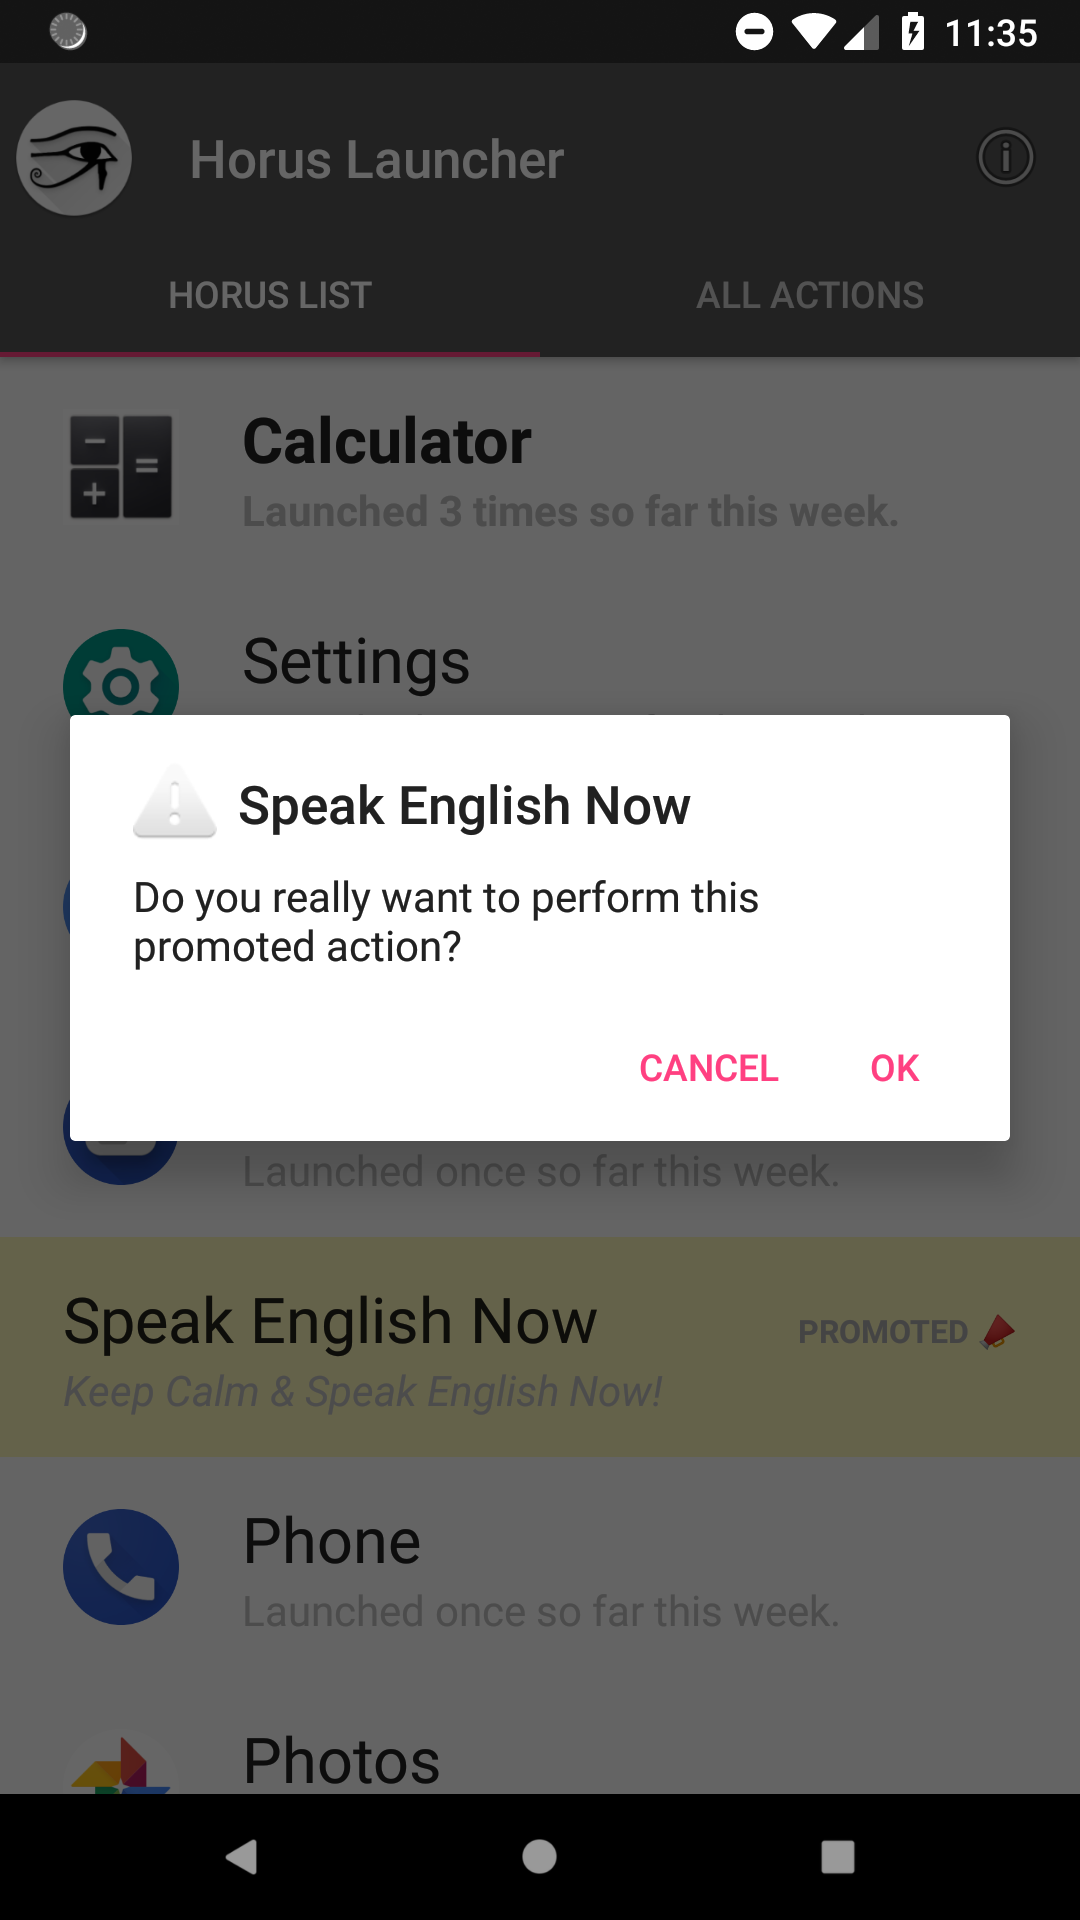 11:35
Horus Launcher
HORUS LIST
ALL ACTIONS
Calculator
Launched 3 times so far this week.
Settings
Speak English Now
Do you really want to perform this
promoted action?
CANCEL
OK
Launched once so far this week.
Speak English Now
PROMOTED
Keep Calm & Speak English Now!
Phone
Launched once so far this week.
Photos